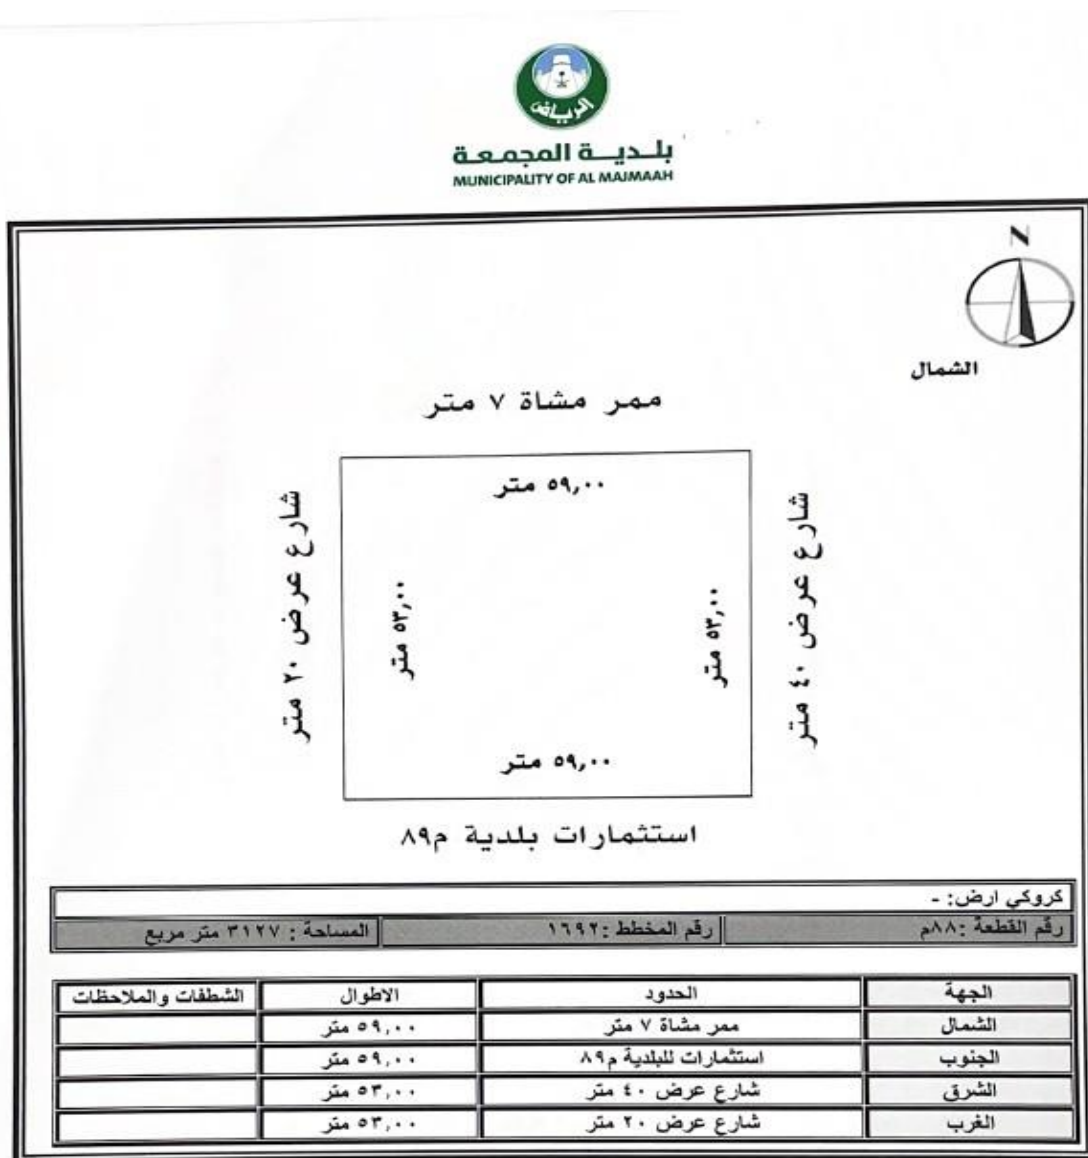 الرياض
بلدية المجمعة
MUNICIPALITY OF AL MAJMAAH
N
الشمال
ممر مشاة ٧ متر
٥٩,٠٠ متر
شارع عرض ٢٠ متر
٥٣,٠٠ متر
٥٣,٠٠ متر
شارع عرض ٤٠ متر
٥٩,٠٠ متر
استثمارات بلدية م٨٩
كروكي ارض: -
رقم القطعة :٨٨م رقم المخطط :١٦٩٢ المساحة : ٣١٢٧ متر مربع
الجهة الحدود الاطوال الشطفات والملاحظات
الشمال ممر مشاة ٧ متر ٥٩,٠٠ متر
الجنوب استثمارات للبلدية م٨٩ ٥٩,٠٠ متر
الشرق شارع عرض ٤٠ متر ٥٣,٠٠ متر
الغرب شارع عرض ٢٠ متر ٥٣,٠٠ متر